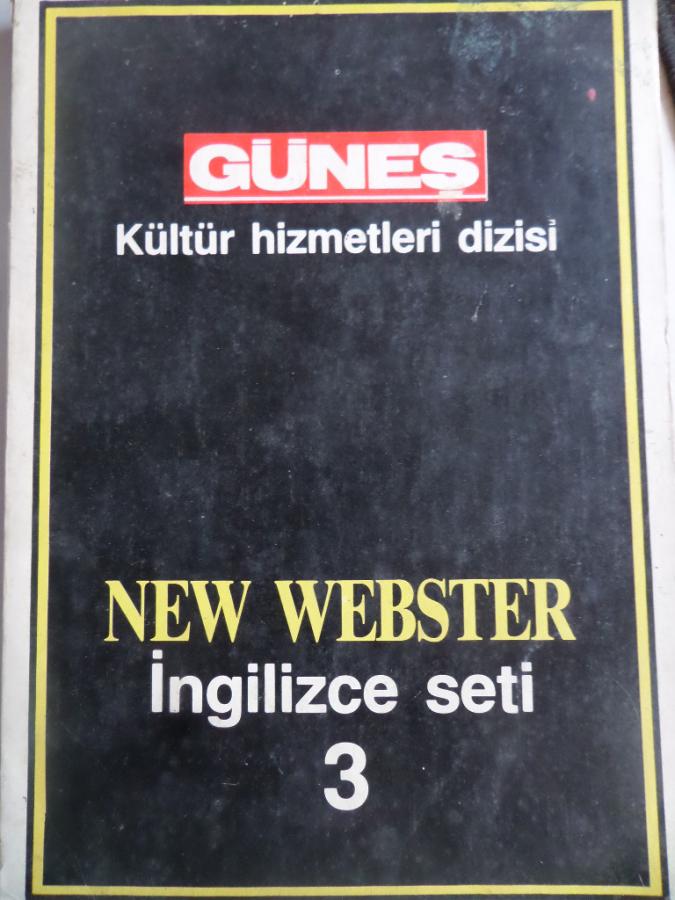 GÜNEŞ
Kültür hizmetleri dizisi
NEW WEBSTER
İngilizce seti
3